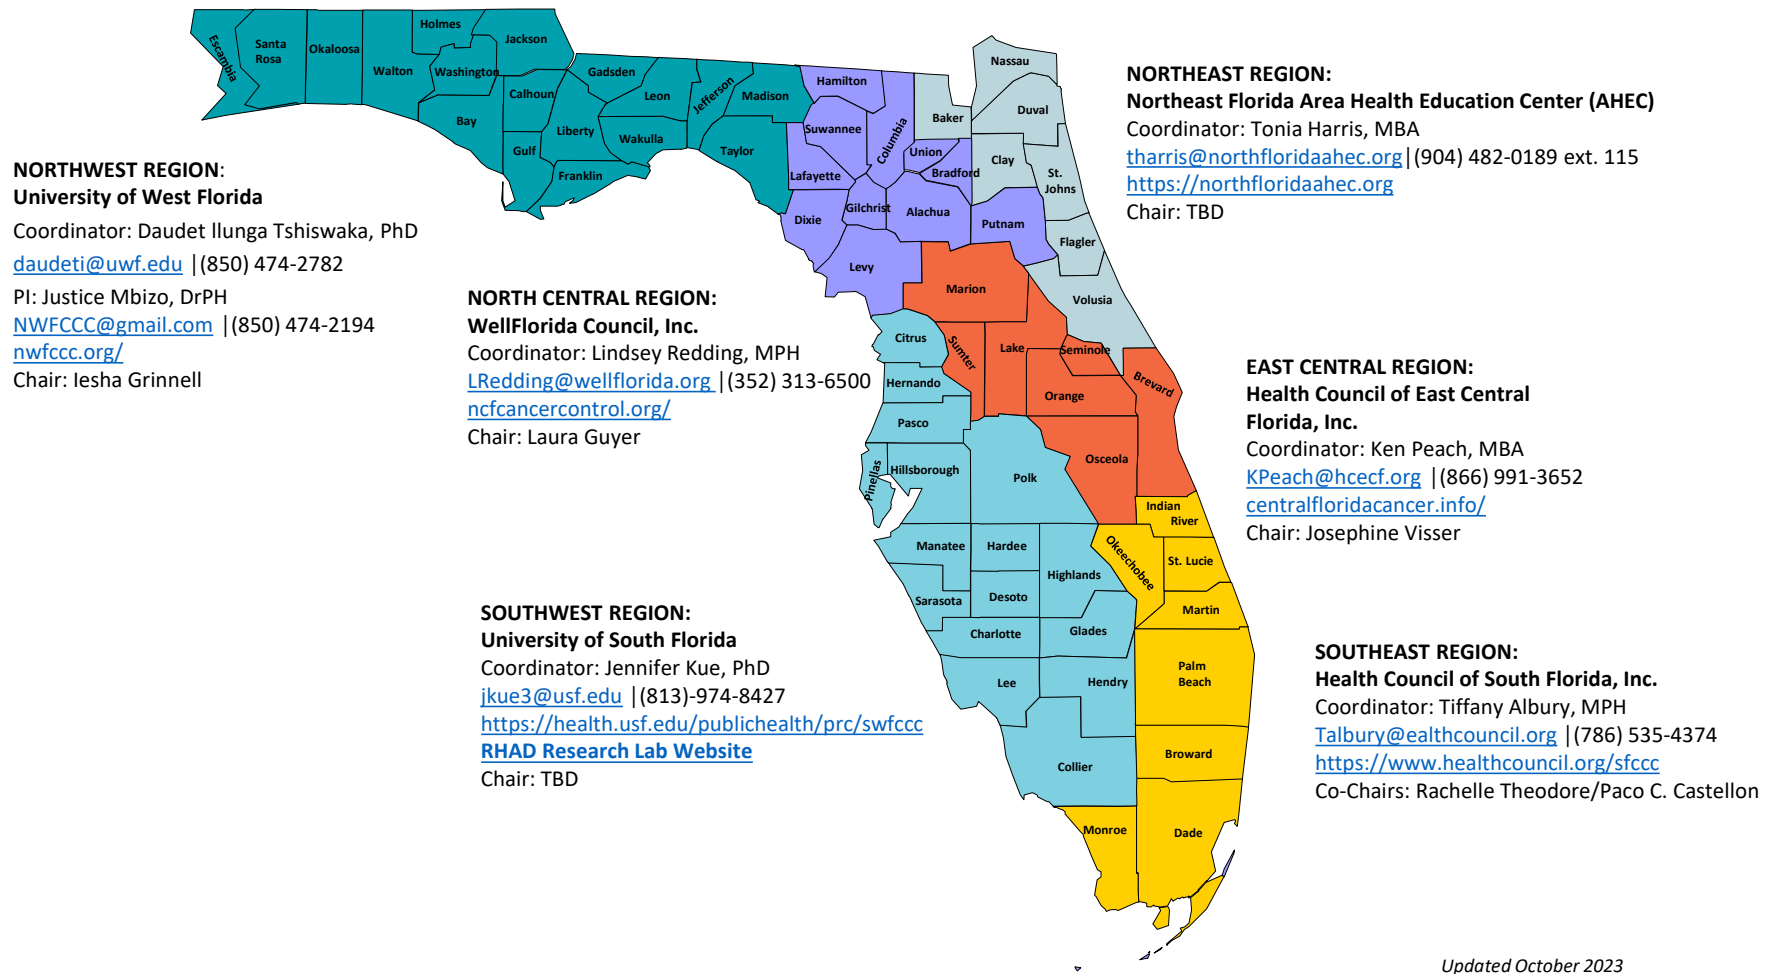 Holmes
Jackson
Escambia
Santa
Rosa
Okaloosa
Walton
Washington
Calhoun
Bay
Gulf
Liberty
Franklin
Gadsden
Leon
Wakulla
Jefferson
Madison
Taylor
Hamilton
Suwannee
Columbia
Lafayette
Union
Bradford
Dixie
Gilchrist
Alachua
Putnam
Levy
Nassau
Duval
Baker
Clay
St.
Johns
Flagler
Volusia
Marion
Sumter
Lake
Seminole
Orange
Brevard
Osceola
Citrus
Hernando
Pasco
Pinellas
Hillsborough
Polk
Manatee
Hardee
Highlands
Sarasota
Desoto
Charlotte
Glades
Lee
Hendry
Collier
Indian
River
Okeechobee
St. Lucie
Martin
Palm
Beach
Broward
Monroe
Dade
NORTHWEST REGION:
University of West Florida
Coordinator: Daudet llunga Tshiswaka, PhD
daudeti@uwf.edu |(850) 474-2782
PI: Justice Mbizo, DrPH
NWFCCC@gmail.com |(850) 474-2194
nwfccc.org/
Chair: Iesha Grinnell
NORTH CENTRAL REGION:
WellFlorida Council, Inc.
Coordinator: Lindsey Redding, MPH
LRedding@wellflorida.org |(352) 313-6500
ncfcancercontrol.org/
Chair: Laura Guyer
SOUTHWEST REGION:
University of South Florida
Coordinator: Jennifer Kue, PhD
jkue3@usf.edu |(813)-974-8427
https://health.usf.edu/publichealth/prc/swfccc
RHAD Research Lab Website
Chair: TBD
NORTHEAST REGION:
Northeast Florida Area Health Education Center (AHEC)
Coordinator: Tonia Harris, MBA
tharris@northfloridaahec.org|(904) 482-0189 ext. 115
https://northfloridaahec.org
Chair: TBD
EAST CENTRAL REGION:
Health Council of East Central
Florida, Inc.
Coordinator: Ken Peach, MBA
KPeach@hcecf.org |(866) 991-3652
centralfloridacancer.info/
Chair: Josephine Visser
SOUTHEAST REGION:
Health Council of South Florida, Inc.
Coordinator: Tiffany Albury, MPH
Talbury@ealthcouncil.org |(786) 535-4374
https://www.healthcouncil.org/sfccc
Co-Chairs: Rachelle Theodore/Paco C. Castellon
Updated October 2023